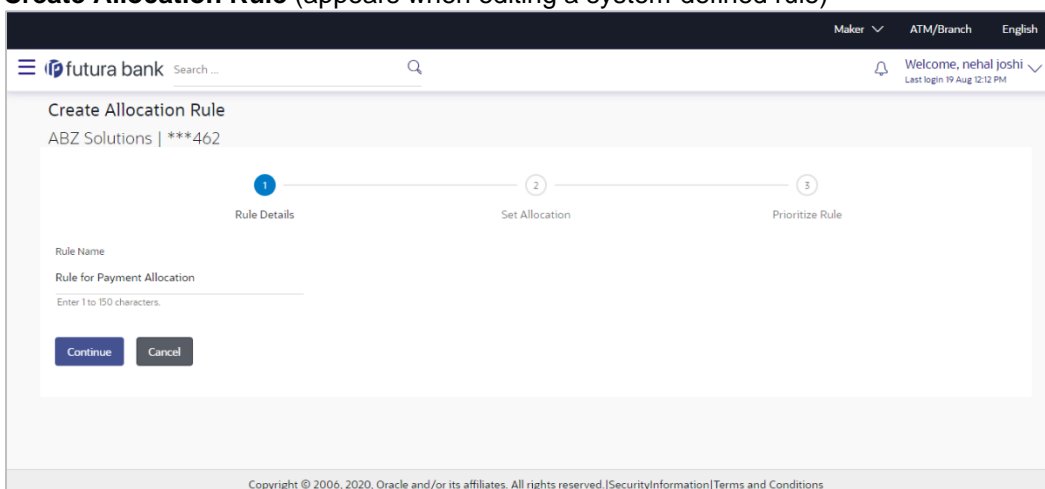 Create Allocation Rule (appears when editing a system-defined rule)
Maker ATM/Branch English
futura bank Search ... Welcome, nehal joshi
Last login 19 Aug 12:12 PM
Create Allocation Rule
ABZ Solutions | ***462
1 2 3
Rule Details Set Allocation Prioritize Rule
Rule Name
Rule for Payment Allocation
Enter 1 to 150 characters.
Continue Cancel
Copyright © 2006, 2020, Oracle and/or its affiliates. All rights reserved.|SecurityInformation|Terms and Conditions